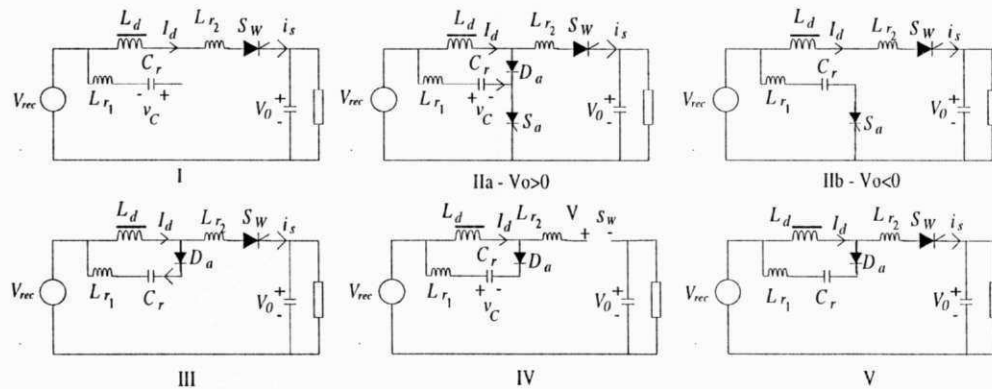 L_d I_d L_r2 S_W i_s
C_r
V_rec L_r1 - + v_C V_0 + -
I
L_d I_d L_r2 S_W i_s
C_r D_a
V_rec L_r1 + - v_C S_a V_0 + -
IIa - Vo>0
L_d I_d L_r2 S_W i_s
C_r
V_rec L_r1 S_a V_0 + -
IIb - Vo<0
L_d I_d L_r2 S_W i_s
D_a
V_rec L_r1 C_r V_0 + -
III
L_d I_d L_r2 V S_W + -
C_r D_a
V_rec L_r1 + - v_C V_0 + -
IV
L_d I_d L_r2 S_W i_s
D_a
V_rec L_r1 C_r V_0 + -
V